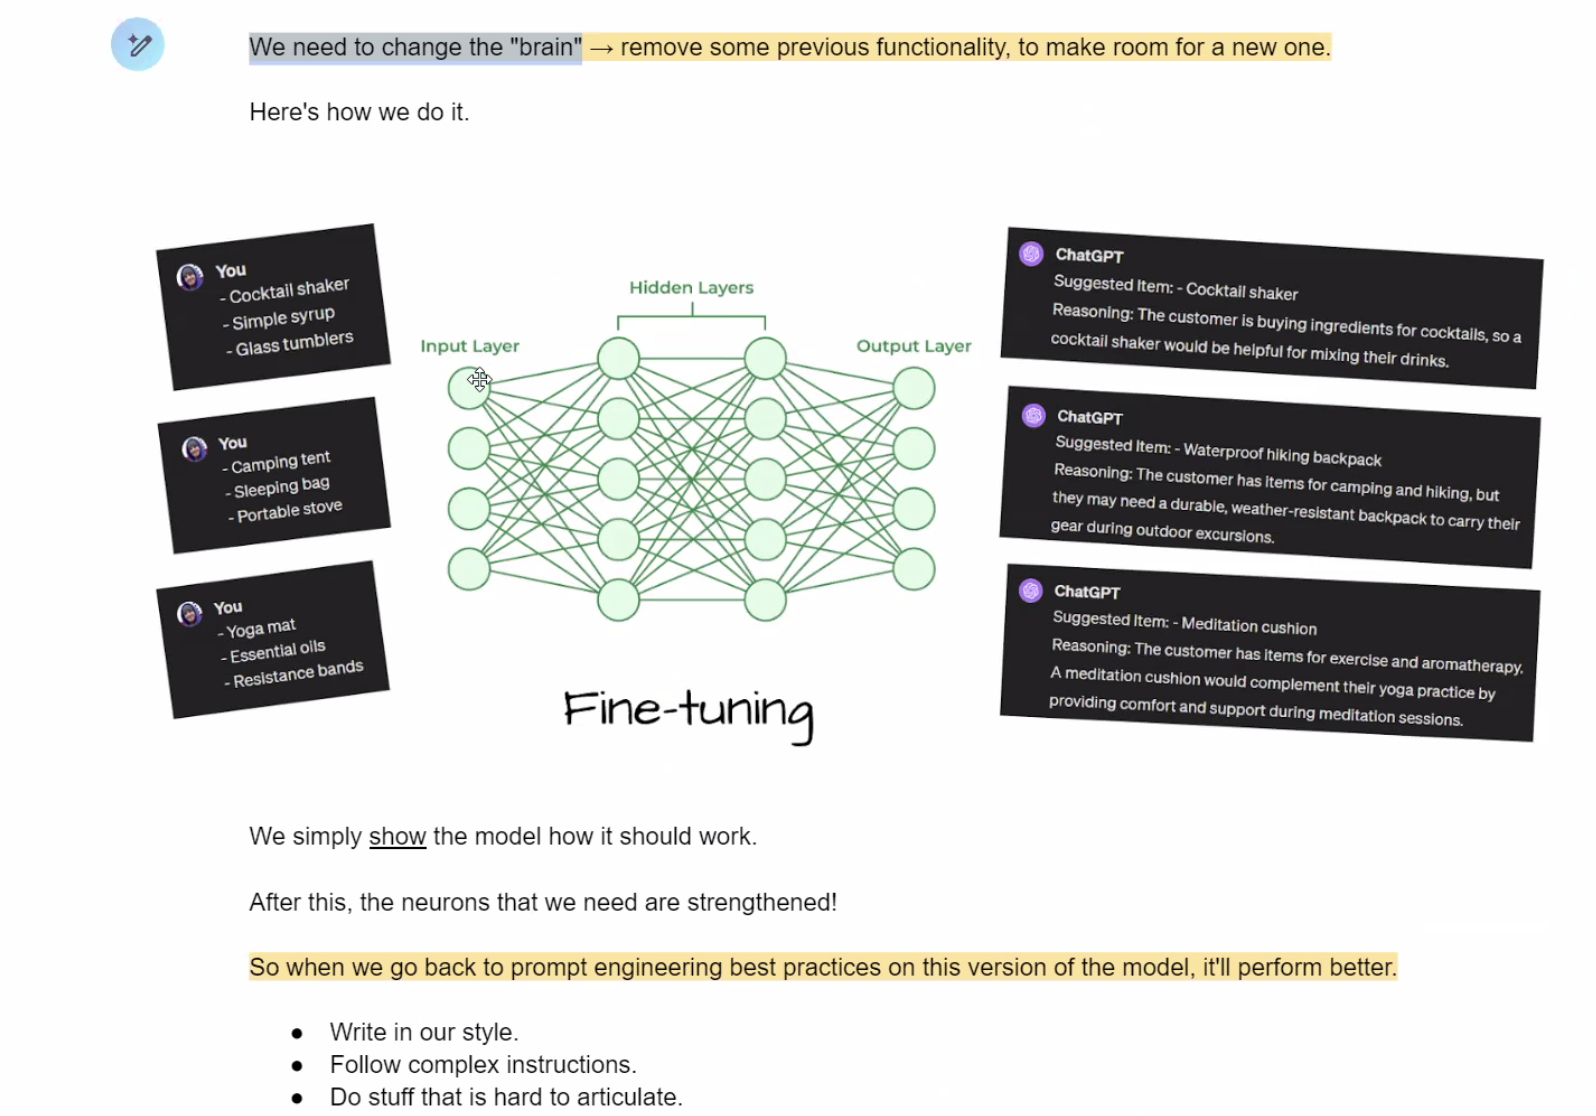 We need to change the "brain" → remove some previous functionality, to make room for a new one.
Here's how we do it.
You
- Cocktail shaker
- Simple syrup
- Glass tumblers
You
- Camping tent
- Sleeping bag
- Portable stove
You
- Yoga mat
- Essential oils
- Resistance bands
Hidden Layers
Input Layer
Output Layer
Fine-tuning
ChatGPT
Suggested Item: - Cocktail shaker
Reasoning: The customer is buying ingredients for cocktails, so a
cocktail shaker would be helpful for mixing their drinks.
ChatGPT
Suggested Item: - Waterproof hiking backpack
Reasoning: The customer has items for camping and hiking, but
they may need a durable, weather-resistant backpack to carry their
gear during outdoor excursions.
ChatGPT
Suggested Item: - Meditation cushion
Reasoning: The customer has items for exercise and aromatherapy.
A meditation cushion would complement their yoga practice by
providing comfort and support during meditation sessions.
We simply show the model how it should work.
After this, the neurons that we need are strengthened!
So when we go back to prompt engineering best practices on this version of the model, it'll perform better.
● Write in our style.
● Follow complex instructions.
● Do stuff that is hard to articulate.